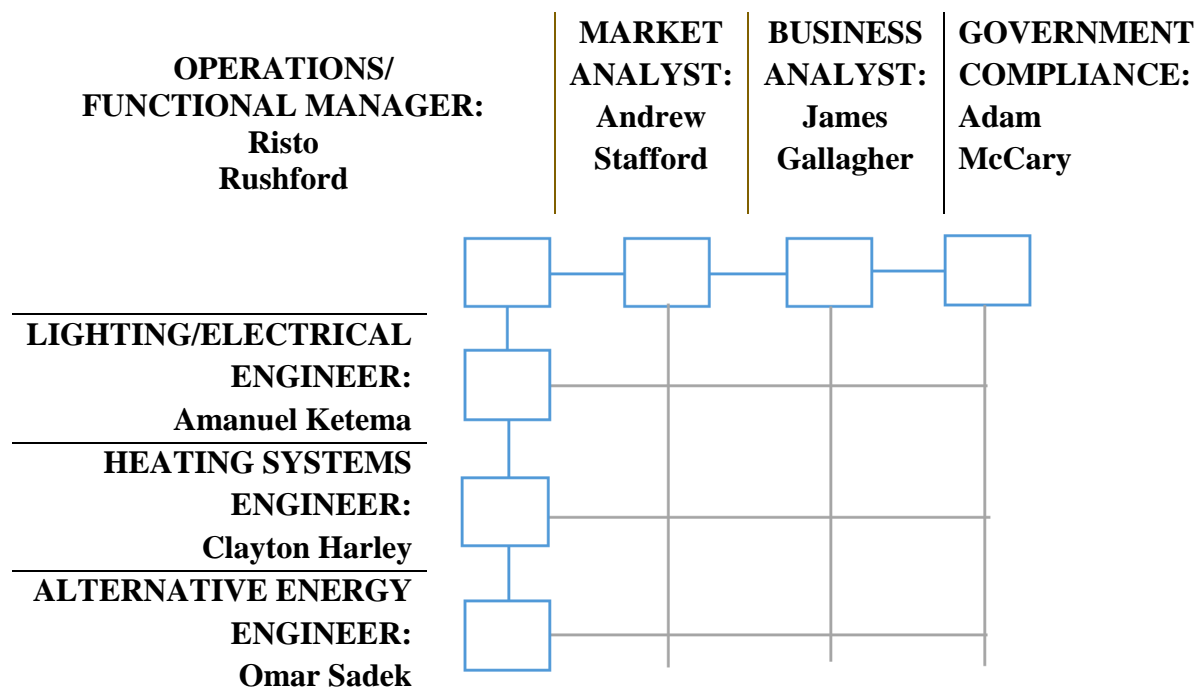 OPERATIONS/
FUNCTIONAL MANAGER:
Risto
Rushford
MARKET
ANALYST:
Andrew
Stafford
BUSINESS
ANALYST:
James
Gallagher
GOVERNMENT
COMPLIANCE:
Adam
McCary
LIGHTING/ELECTRICAL
ENGINEER:
Amanuel Ketema
HEATING SYSTEMS
ENGINEER:
Clayton Harley
ALTERNATIVE ENERGY
ENGINEER:
Omar Sadek